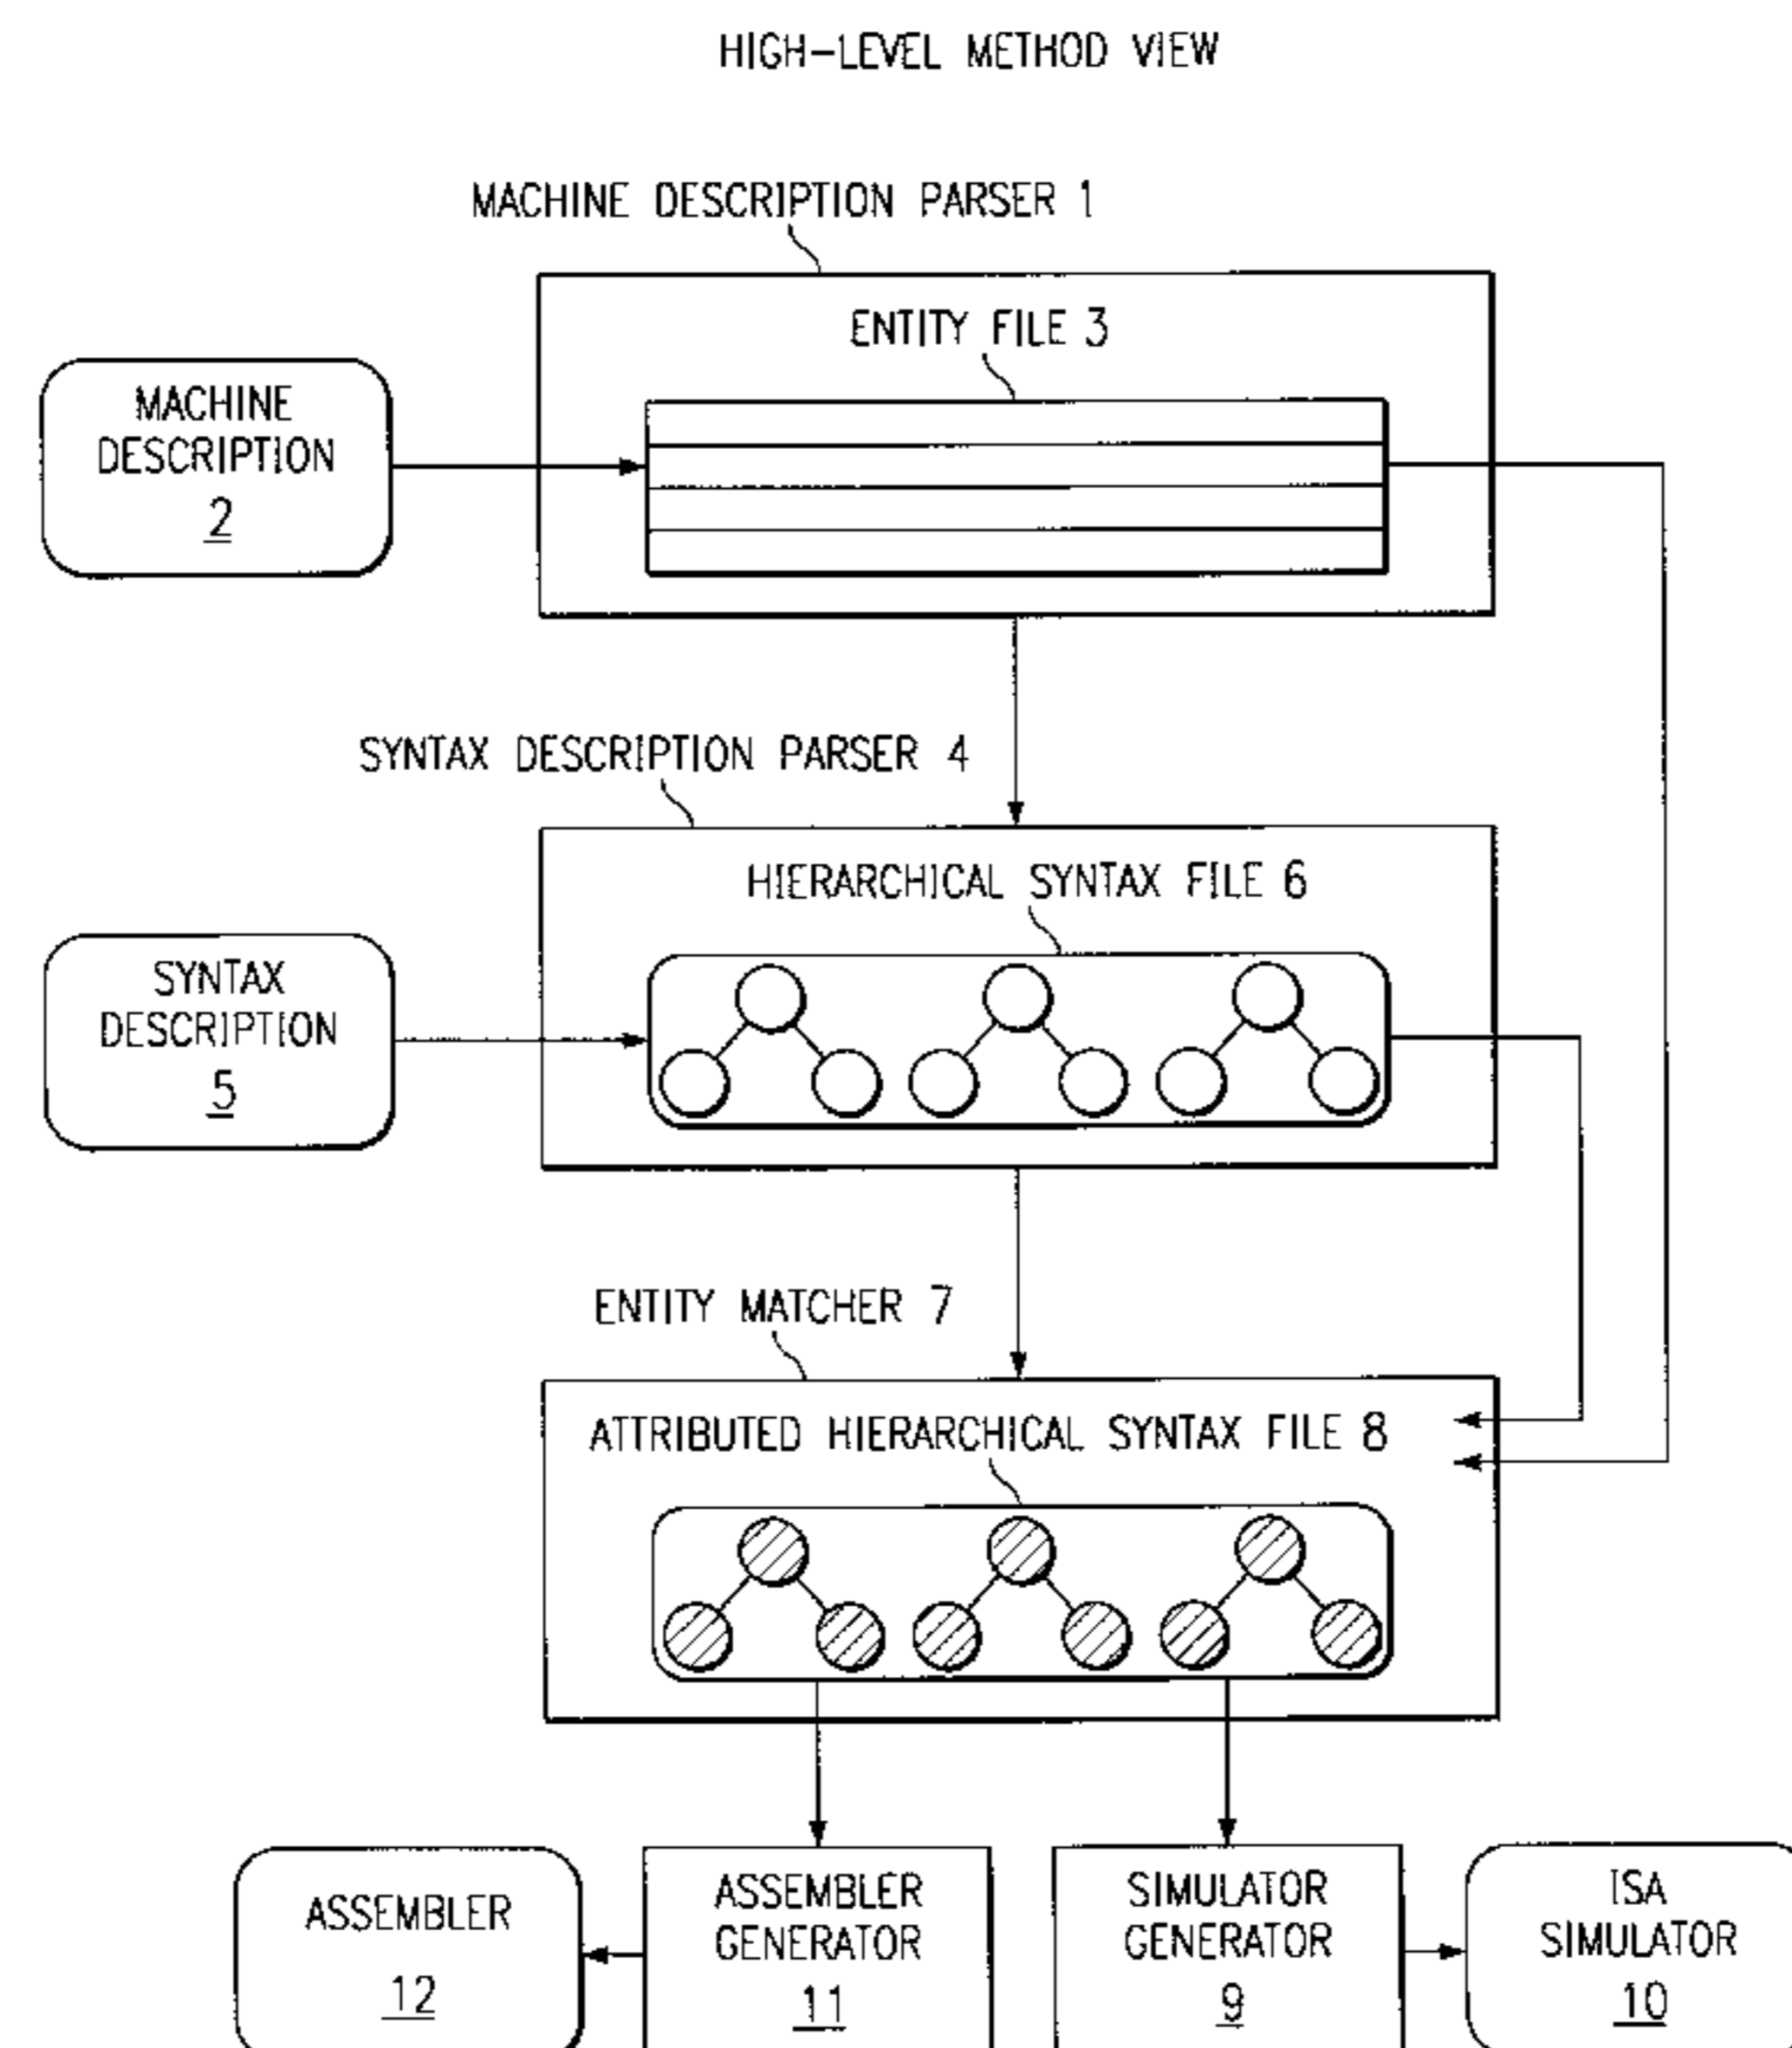 HIGH-LEVEL METHOD VIEW
MACHINE DESCRIPTION PARSER 1
ENTITY FILE 3
MACHINE
DESCRIPTION
2
SYNTAX DESCRIPTION PARSER 4
HIERARCHICAL SYNTAX FILE 6
SYNTAX
DESCRIPTION
5
ENTITY MATCHER 7
ATTRIBUTED HIERARCHICAL SYNTAX FILE 8
ASSEMBLER
12
ASSEMBLER
GENERATOR
11
SIMULATOR
GENERATOR
9
ISA
SIMULATOR
10